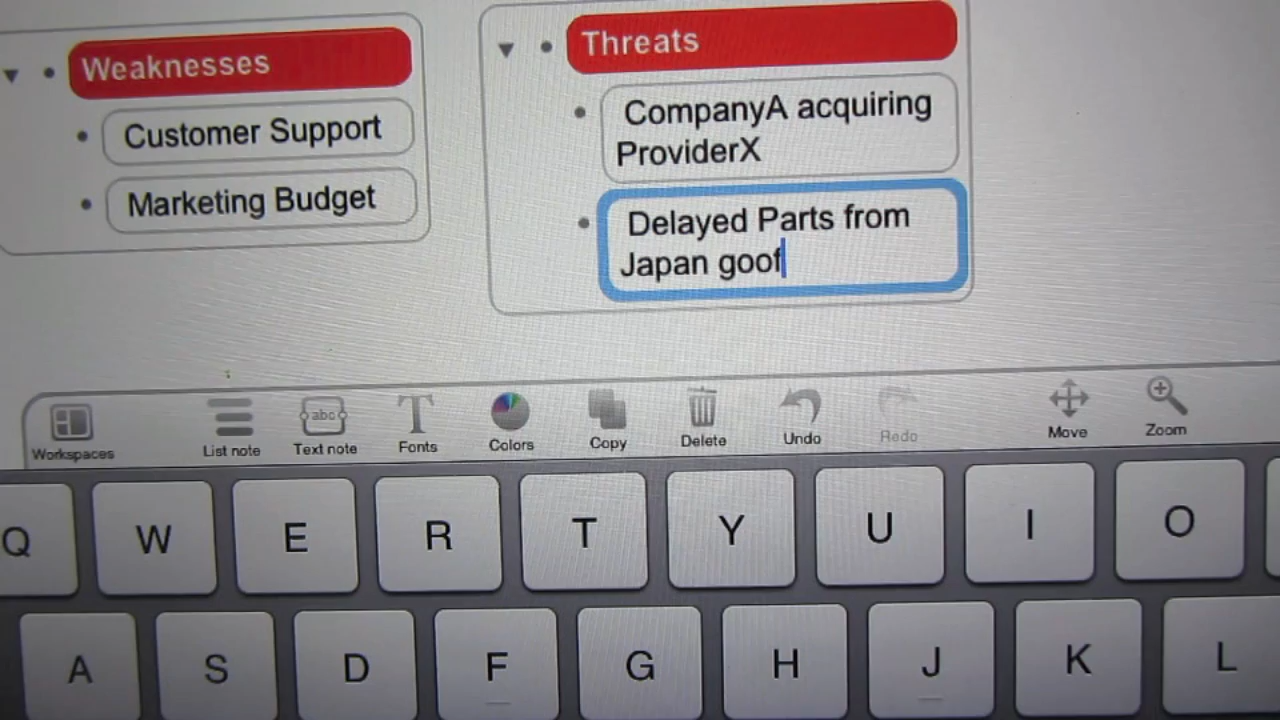 Weaknesses
Customer Support
Marketing Budget
Threats
CompanyA acquiring
ProviderX
Delayed Parts from
Japan goof
Workspaces
List note
abc
Text note
Fonts
Colors
Copy
Delete
Undo
Redo
Move
Zoom
Q W E R T Y U I O
A S D F G H J K L